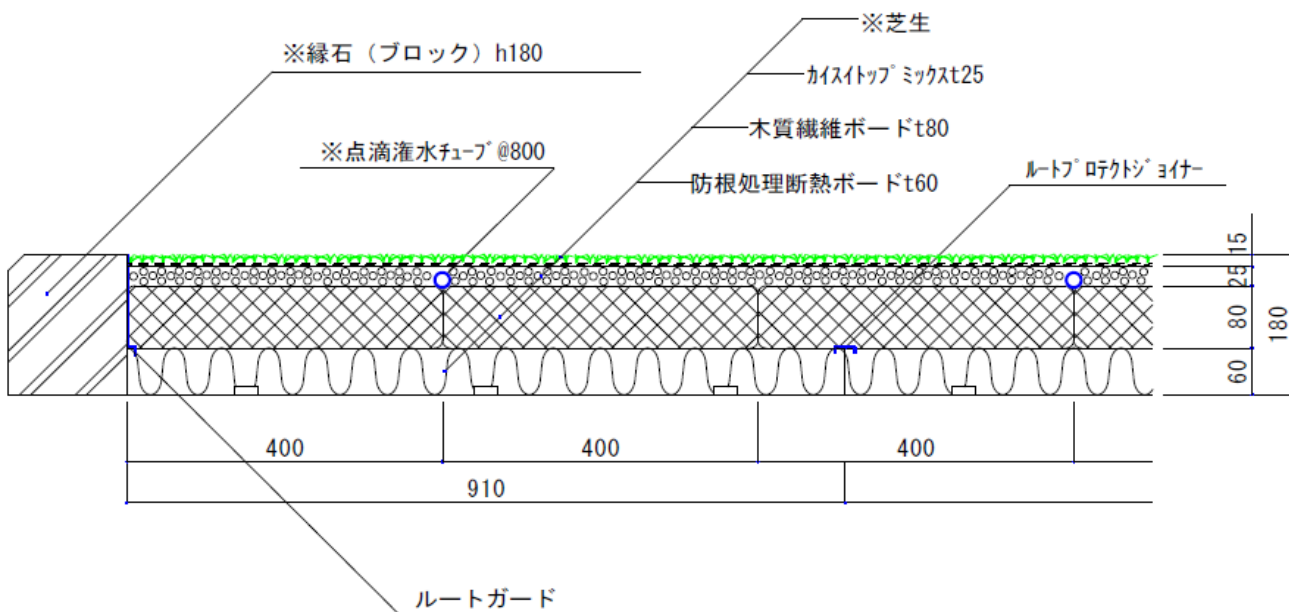 ※芝生
※縁石（ブロック）h180
ｶｲｽｲﾄｯﾌﾟﾐｯｸｽt25
木質繊維ボードt80
※点滴潅水ﾁｭｰﾌﾞ@800
ﾙｰﾄﾌﾟﾛﾃｸﾄｼﾞｮｲﾅｰ
防根処理断熱ボードt60
15
25
80
180
60
400
400
400
910
ルートガード